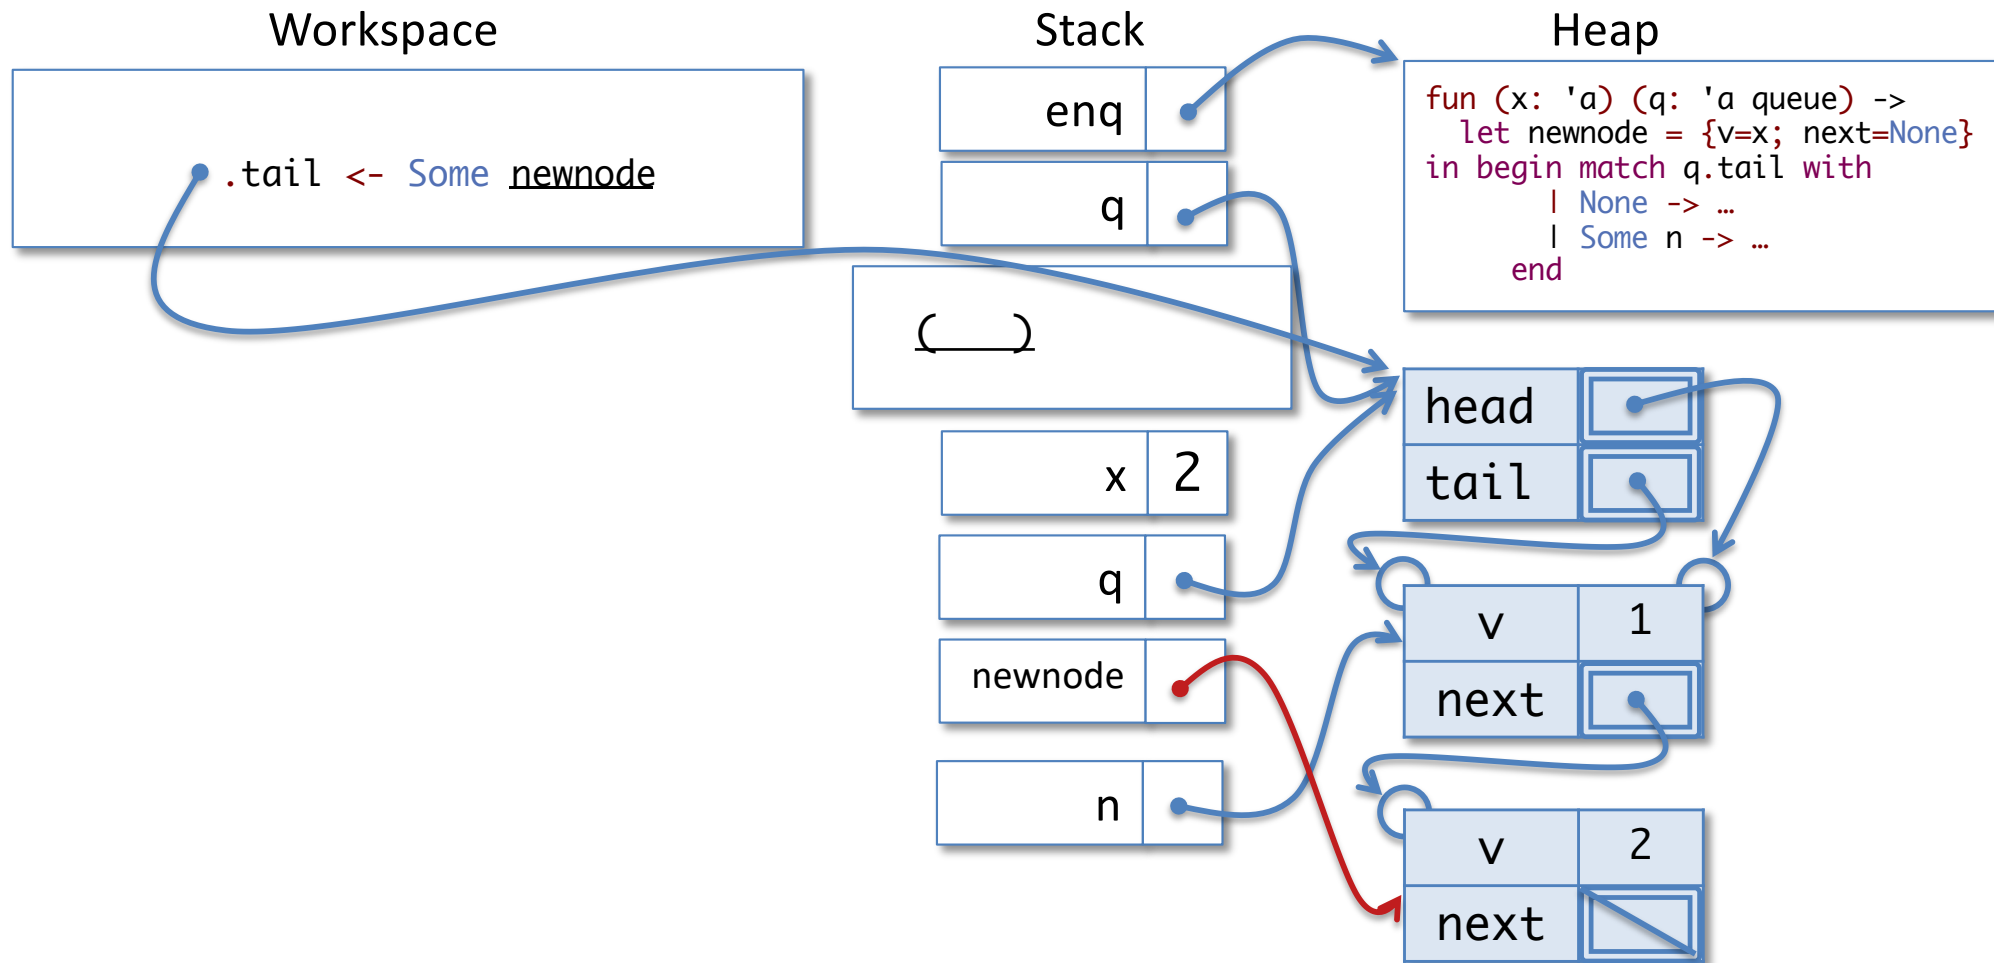 Workspace
Stack
Heap
.tail <- Some newnode
enq
q
( )
x 2
q
newnode
n
fun (x: 'a) (q: 'a queue) ->
let newnode = {v=x; next=None}
in begin match q.tail with
| None -> …
| Some n -> …
end
head
tail
v 1
next
v 2
next